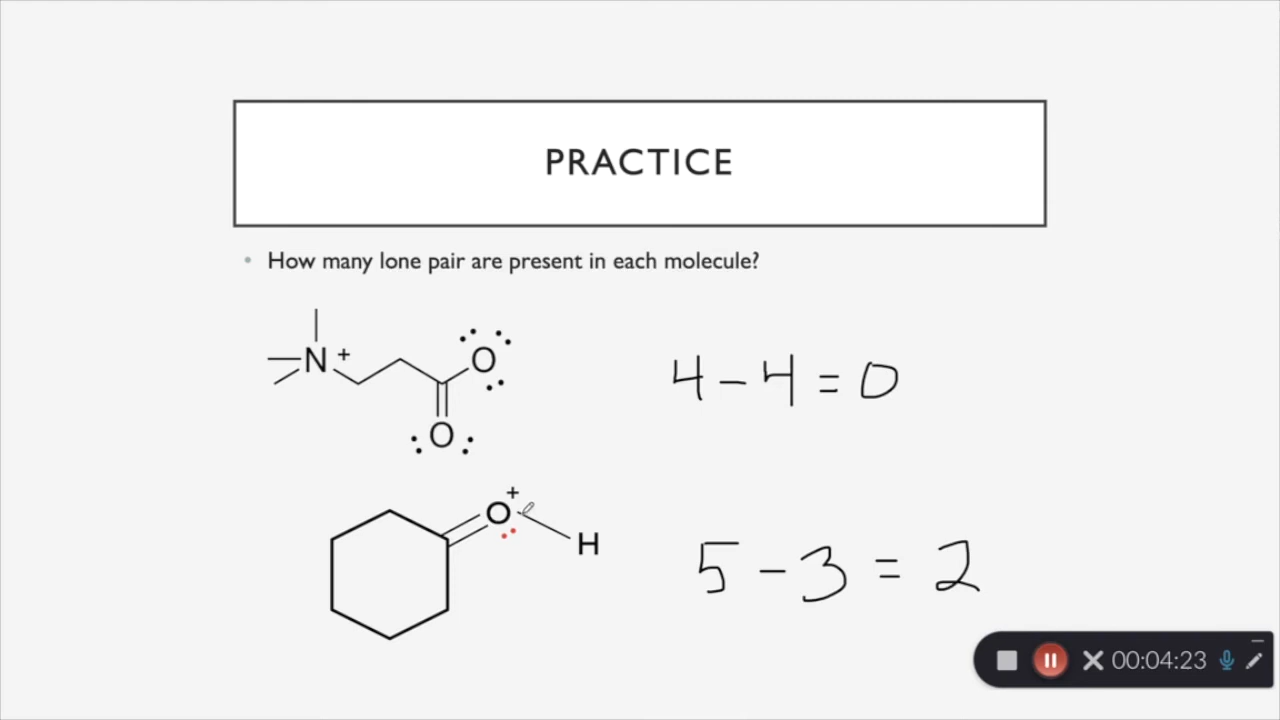 PRACTICE
• How many lone pair are present in each molecule?
N +
O
O
4 - 4 = 0
+
O
H
5 - 3 = 2
00:04:23